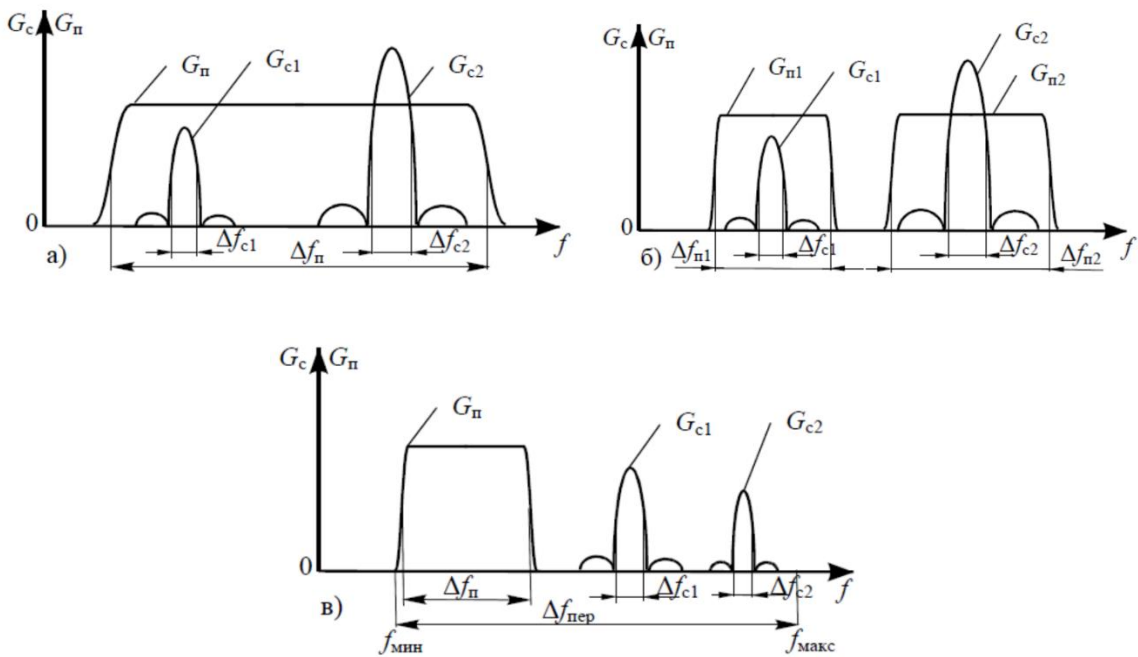 Gс Gп
Gп
Gс1
Gс2
0
Δfс1
Δfп
Δfс2
f
а)
Gс Gп
Gп1
Gс1
Gс2
Gп2
0
Δfп1
Δfс1
Δfс2
Δfп2
f
б)
Gс Gп
Gп
Gс1
Gс2
0
Δfп
Δfс1
Δfс2
f
в)
Δfпер
fмин
fмакс